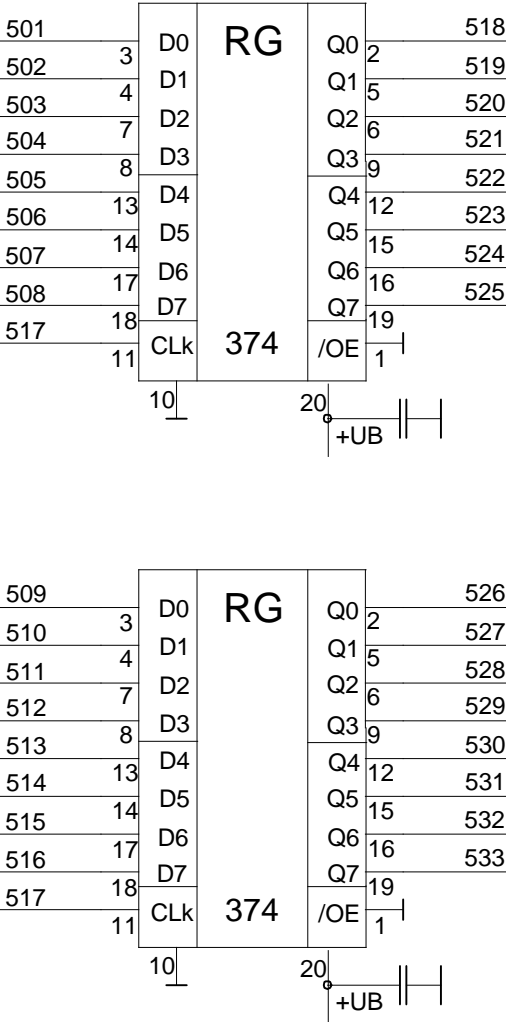 501 3 D0 RG Q0 2 518
502 4 D1 Q1 5 519
503 7 D2 Q2 6 520
504 8 D3 Q3 9 521
505 13 D4 Q4 12 522
506 14 D5 Q5 15 523
507 17 D6 Q6 16 524
508 18 D7 Q7 19 525
517 11 CLk 374 /OE 1
10 20
+UB
509 3 D0 RG Q0 2 526
510 4 D1 Q1 5 527
511 7 D2 Q2 6 528
512 8 D3 Q3 9 529
513 13 D4 Q4 12 530
514 14 D5 Q5 15 531
515 17 D6 Q6 16 532
516 18 D7 Q7 19 533
517 11 CLk 374 /OE 1
10 20
+UB